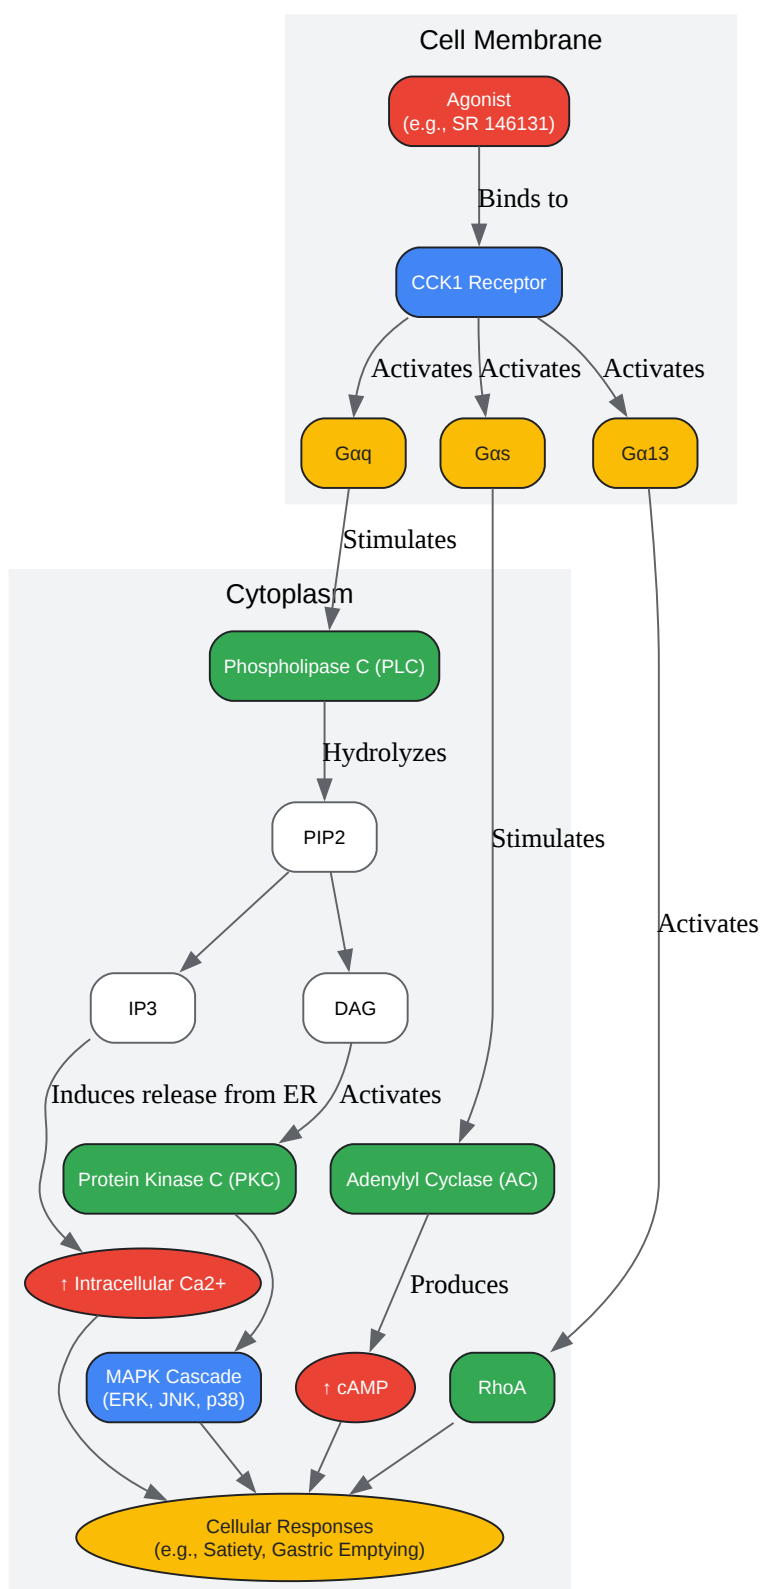 Cell Membrane
Agonist
(e.g., SR 146131)
Binds to
CCK1 Receptor
Activates
Activates
Activates
Gαq
Gαs
Gα13
Stimulates
Cytoplasm
Phospholipase C (PLC)
Hydrolyzes
PIP2
Stimulates
Activates
IP3
DAG
Induces release from ER
Activates
Protein Kinase C (PKC)
Adenylyl Cyclase (AC)
↑ Intracellular Ca2+
Produces
MAPK Cascade
(ERK, JNK, p38)
↑ cAMP
RhoA
Cellular Responses
(e.g., Satiety, Gastric Emptying)